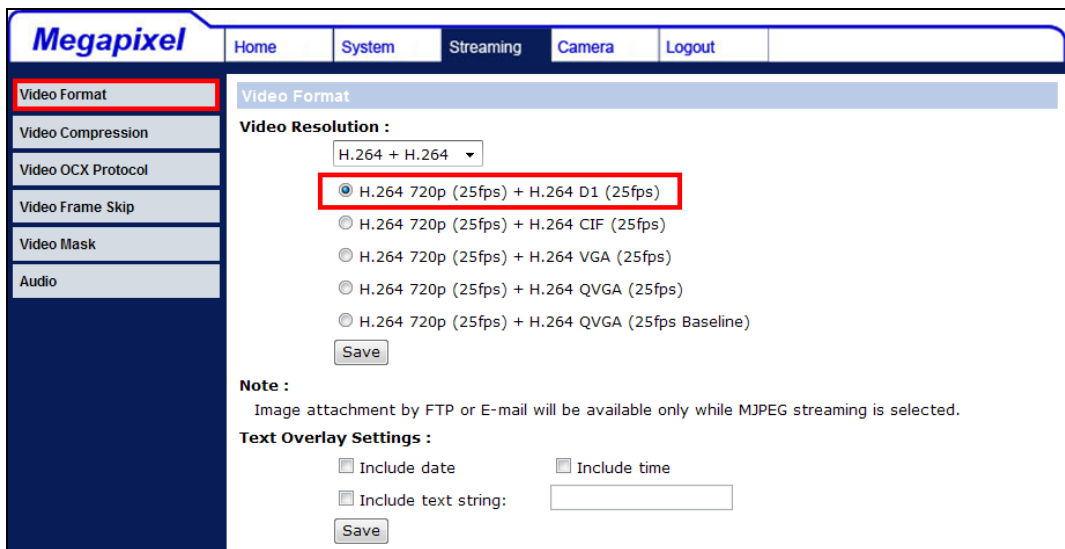 Megapixel
Home System Streaming Camera Logout
Video Format
Video Compression
Video OCX Protocol
Video Frame Skip
Video Mask
Audio
Video Format
Video Resolution :
H.264 + H.264
H.264 720p (25fps) + H.264 D1 (25fps)
H.264 720p (25fps) + H.264 CIF (25fps)
H.264 720p (25fps) + H.264 VGA (25fps)
H.264 720p (25fps) + H.264 QVGA (25fps)
H.264 720p (25fps) + H.264 QVGA (25fps Baseline)
Save
Note :
Image attachment by FTP or E-mail will be available only while MJPEG streaming is selected.
Text Overlay Settings :
Include date Include time
Include text string:
Save